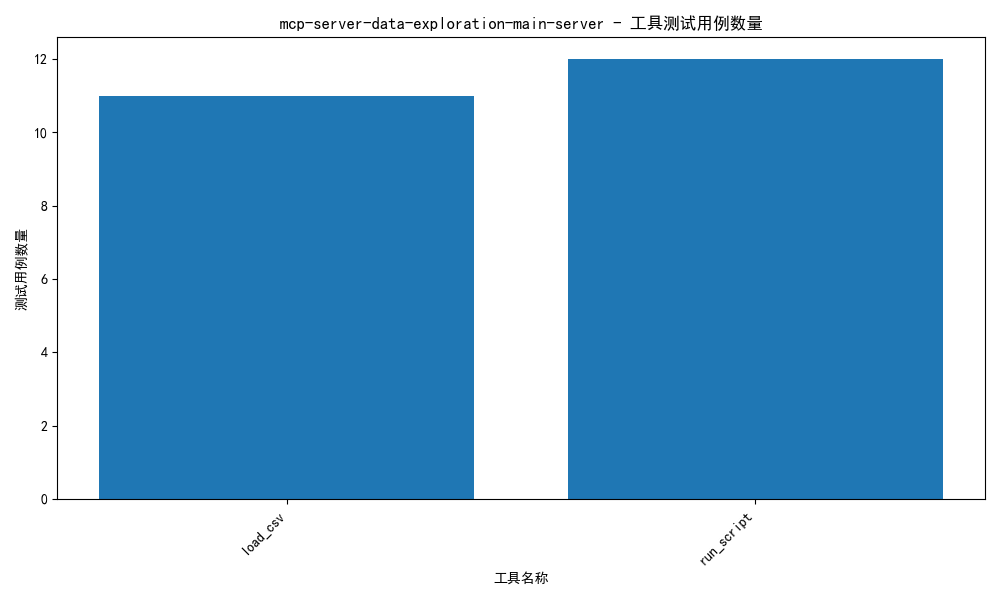 mcp-server-data-exploration-main-server - 工具测试用例数量
测试用例数量
12
10
8
6
4
2
0
load_csv
run_script
工具名称